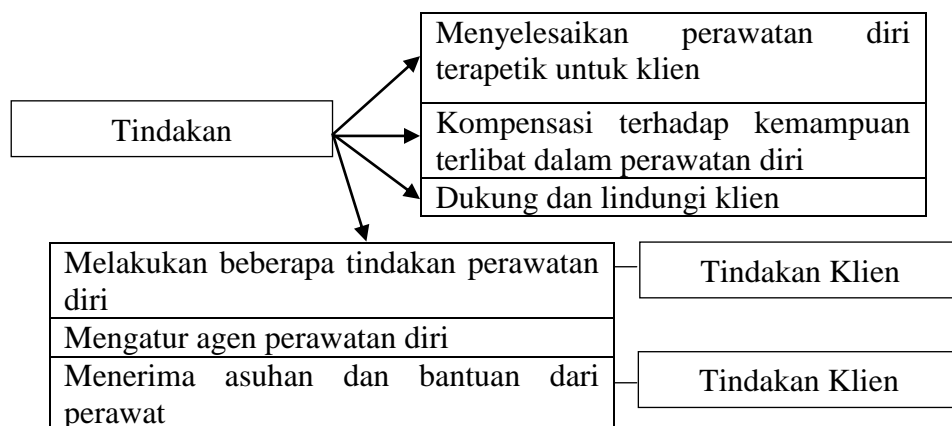 Menyelesaikan perawatan diri
terapetik untuk klien
Tindakan
Kompensasi terhadap kemampuan
terlibat dalam perawatan diri
Dukung dan lindungi klien
Melakukan beberapa tindakan perawatan
diri
Tindakan Klien
Mengatur agen perawatan diri
Menerima asuhan dan bantuan dari
perawat
Tindakan Klien